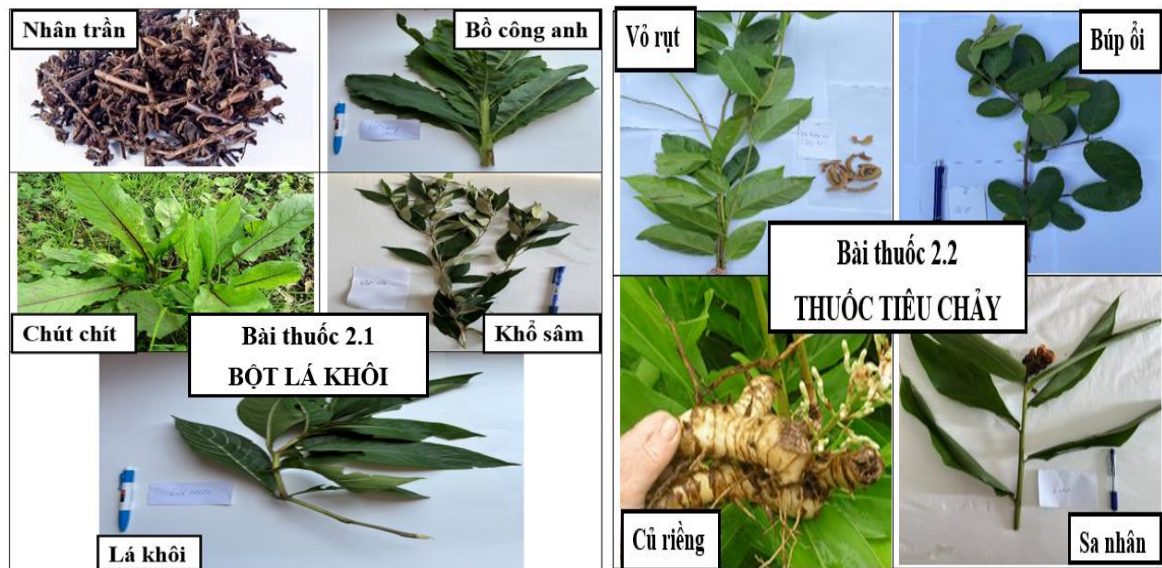 Nhân trần
Bồ công anh
Chút chít
Khổ sâm
Bài thuốc 2.1
BỘT LÁ KHÔI
Lá khôi
Vỏ rụt
Búp ổi
Bài thuốc 2.2
THUỐC TIÊU CHẢY
Củ riềng
Sa nhân